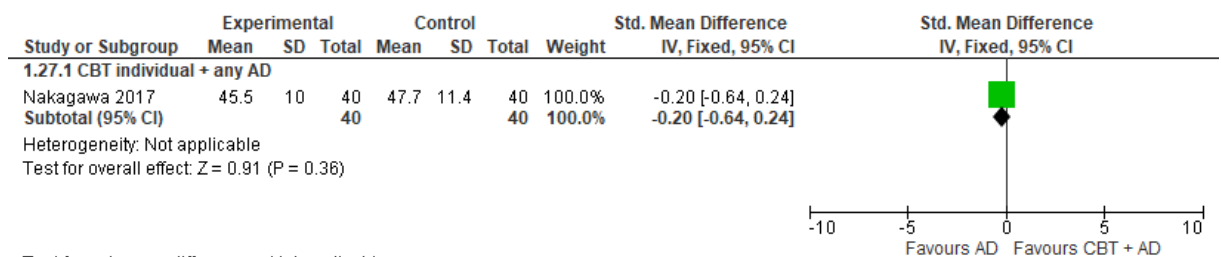 Experimental Control Std. Mean Difference Std. Mean Difference
Study or Subgroup Mean SD Total Mean SD Total Weight IV, Fixed, 95% CI IV, Fixed, 95% CI
1.27.1 CBT individual + any AD
Nakagawa 2017 45.5 10 40 47.7 11.4 40 100.0% -0.20 [-0.64, 0.24]
Subtotal (95% CI) 40 40 100.0% -0.20 [-0.64, 0.24]
Heterogeneity: Not applicable
Test for overall effect: Z = 0.91 (P = 0.36)
-10 -5 0 5 10
Favours AD Favours CBT + AD